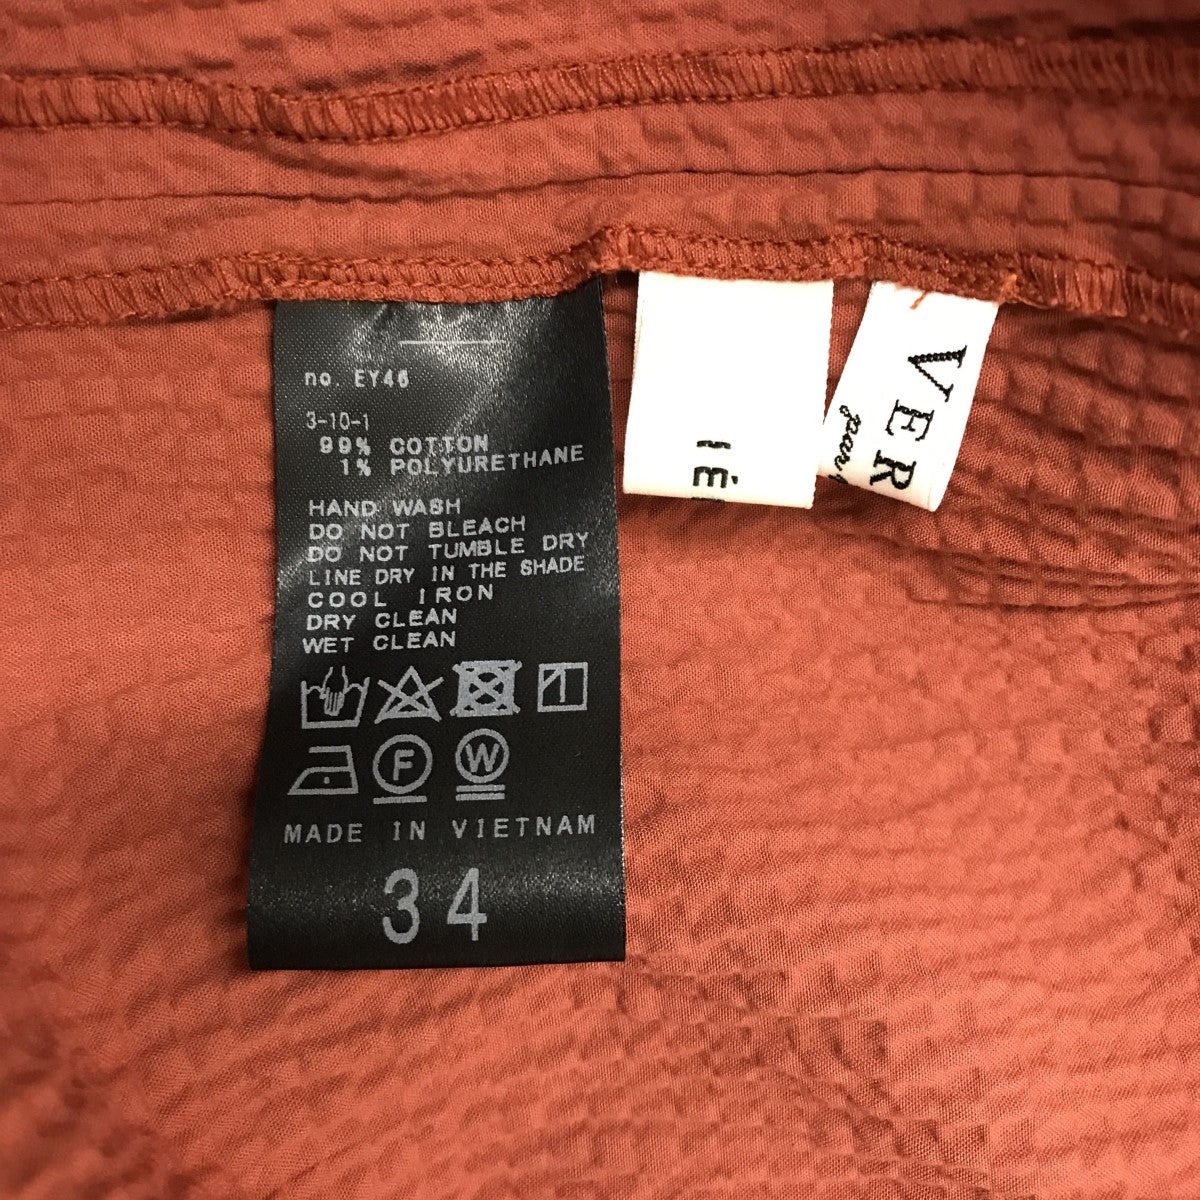 no. EY46
3-10-1
99% COTTON
1% POLYURETHANE
HAND WASH
DO NOT BLEACH
DO NOT TUMBLE DRY
LINE DRY IN THE SHADE
COOL IRON
DRY CLEAN
WET CLEAN
F W
MADE IN VIETNAM
34
VER
par